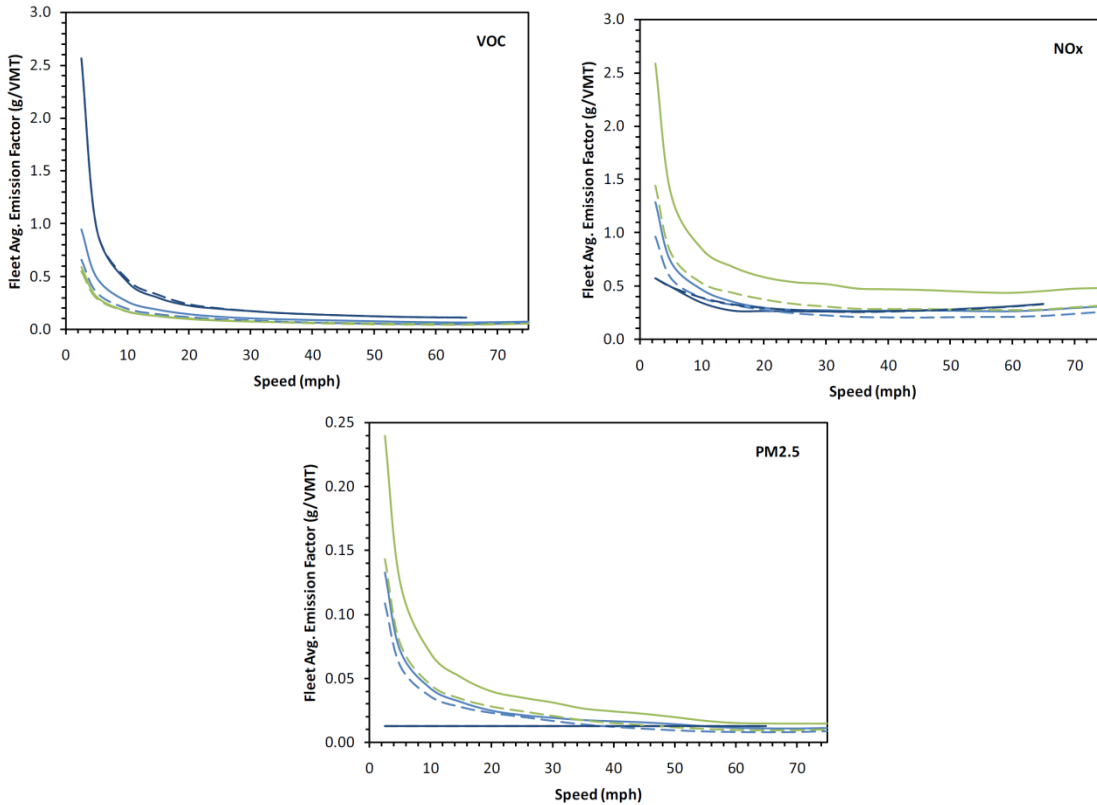 VOC
Fleet Avg. Emission Factor (g/VMT)
3.0
2.5
2.0
1.5
1.0
0.5
0.0
0 10 20 30 40 50 60 70
Speed (mph)
NOx
Fleet Avg. Emission Factor (g/VMT)
3.0
2.5
2.0
1.5
1.0
0.5
0.0
0 10 20 30 40 50 60 70
Speed (mph)
PM2.5
Fleet Avg. Emission Factor (g/VMT)
0.25
0.20
0.15
0.10
0.05
0.00
0 10 20 30 40 50 60 70
Speed (mph)